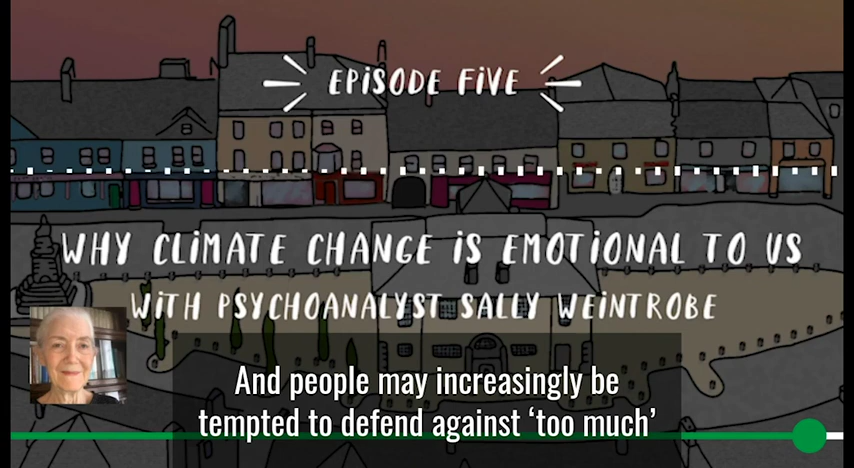 EPISODE FIVE
WHY CLIMATE CHANGE IS EMOTIONAL TO US
WITH PSYCHOANALYST SALLY WEINTROBE
And people may increasingly be
tempted to defend against ‘too much’